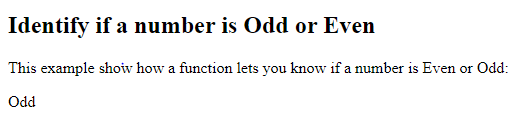 Identify if a number is Odd or Even
This example show how a function lets you know if a number is Even or Odd:
Odd